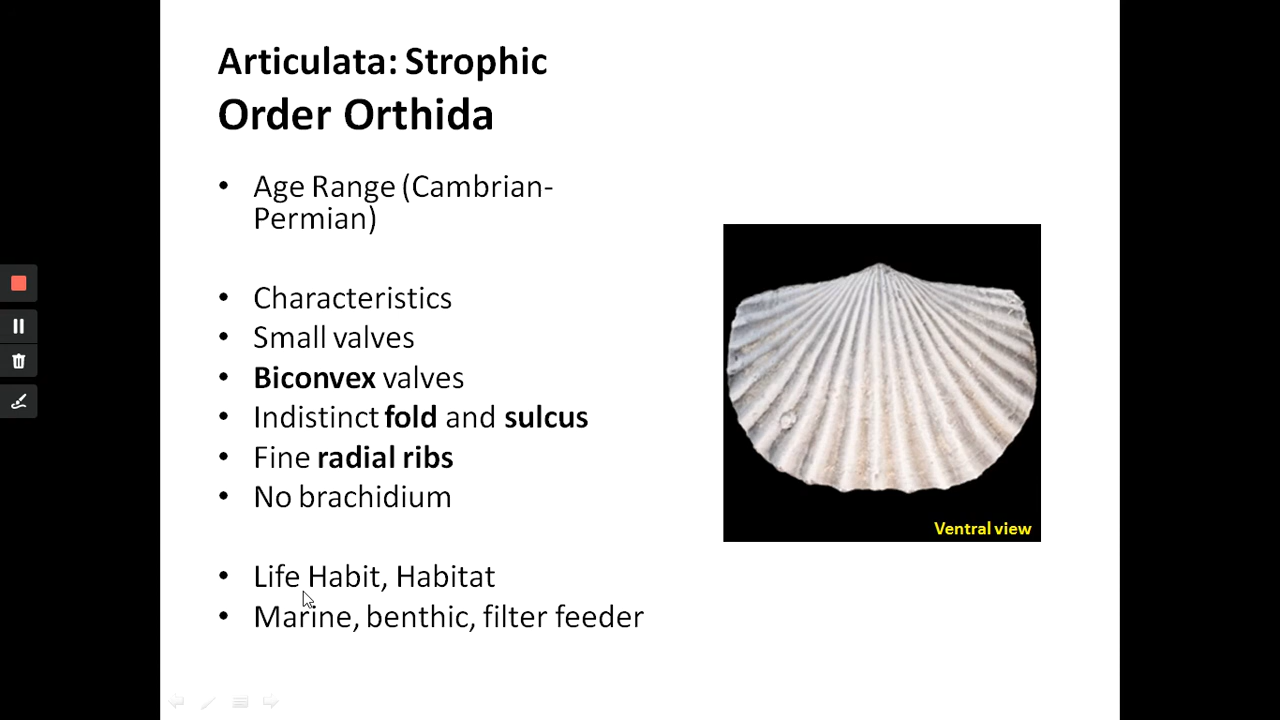 Articulata: Strophic
Order Orthida
• Age Range (Cambrian-
Permian)
• Characteristics
• Small valves
• Biconvex valves
• Indistinct fold and sulcus
• Fine radial ribs
• No brachidium
• Life Habit, Habitat
• Marine, benthic, filter feeder
Ventral view